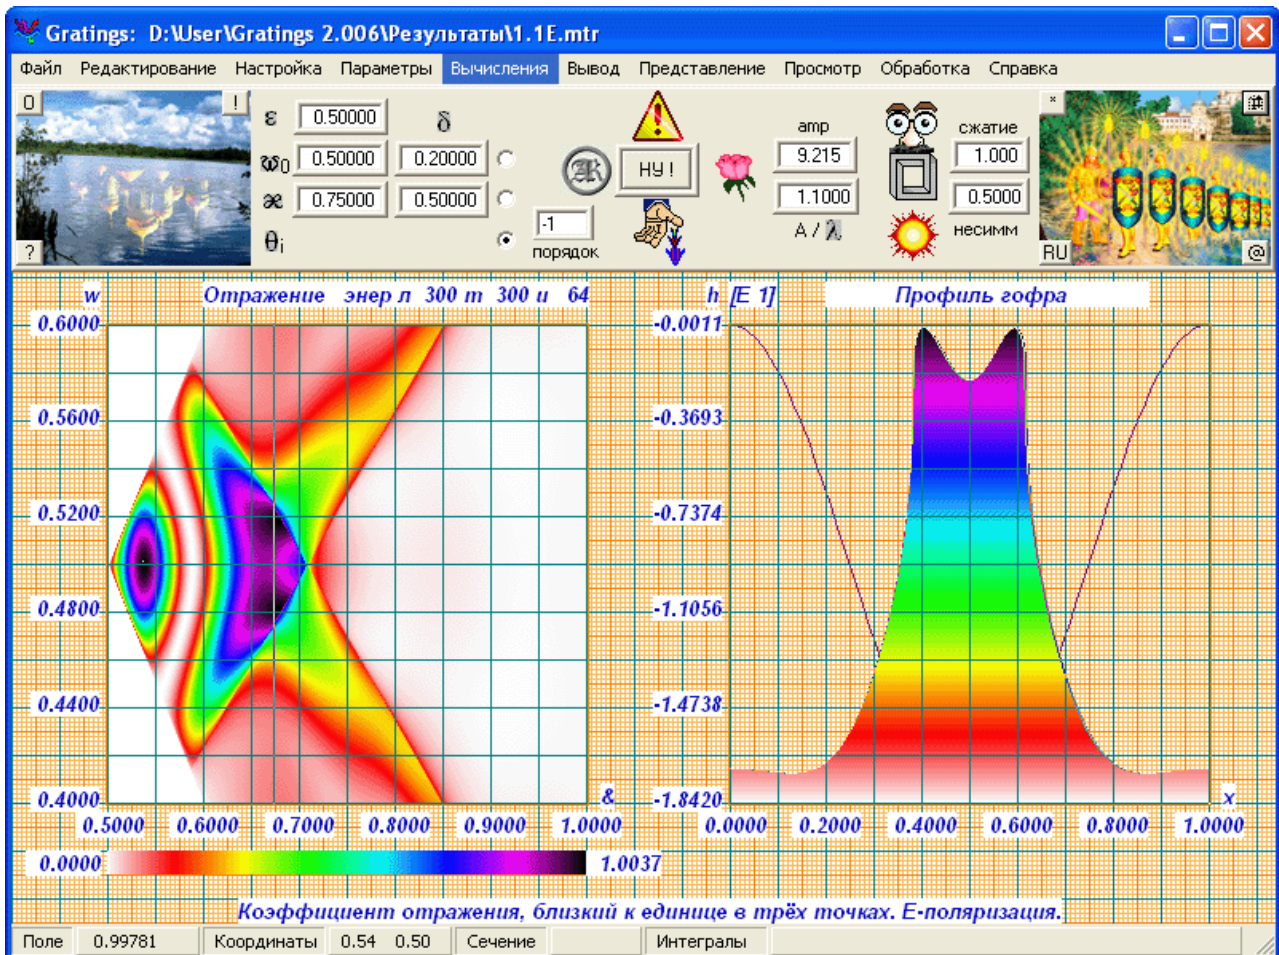 Gratings: D:\User\Gratings 2.006\Результаты\1.1E.mtr
Файл Редактирование Настройка Параметры Вычисления Вывод Представление Просмотр Обработка Справка
O ! ε 0.50000 δ amp сжатие *
w0 0.50000 0.20000 НУ! 9.215 1.000
æ 0.75000 0.50000 1.1000 0.5000
? θi -1 порядок A / λ несимм RU @
w Отражение энер л 300 т 300 и 64
0.6000
0.5600
0.5200
0.4800
0.4400
0.4000
&
0.5000 0.6000 0.7000 0.8000 0.9000 1.0000
0.0000 1.0037
h [E 1] Профиль гофра
-0.0011
-0.3693
-0.7374
-1.1056
-1.4738
-1.8420
x
0.0000 0.2000 0.4000 0.6000 0.8000 1.0000
Коэффициент отражения, близкий к единице в трёх точках. Е-поляризация.
Поле 0.99781 Координаты 0.54 0.50 Сечение Интегралы